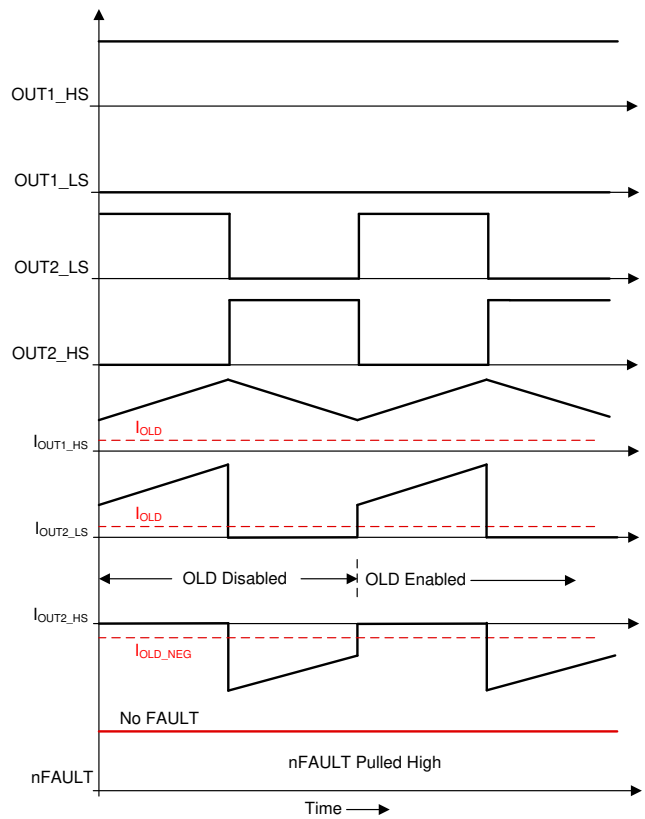 OUT1_HS
OUT1_LS
OUT2_LS
OUT2_HS
IOLD
IOUT1_HS
IOLD
IOUT2_LS
OLD Disabled
OLD Enabled
IOUT2_HS
IOLD_NEG
No FAULT
nFAULT Pulled High
nFAULT
Time